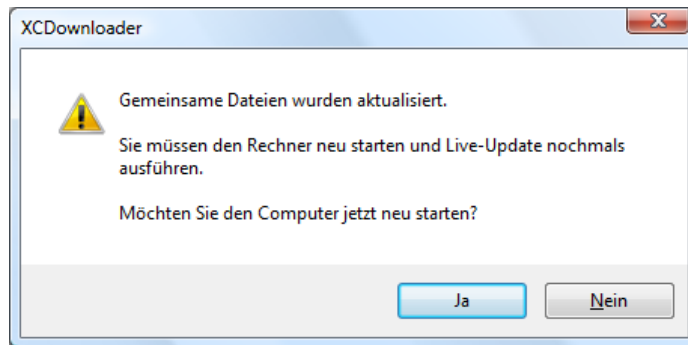 XCDownloader
Gemeinsame Dateien wurden aktualisiert.
Sie müssen den Rechner neu starten und Live-Update nochmals
ausführen.
Möchten Sie den Computer jetzt neu starten?
Ja
Nein